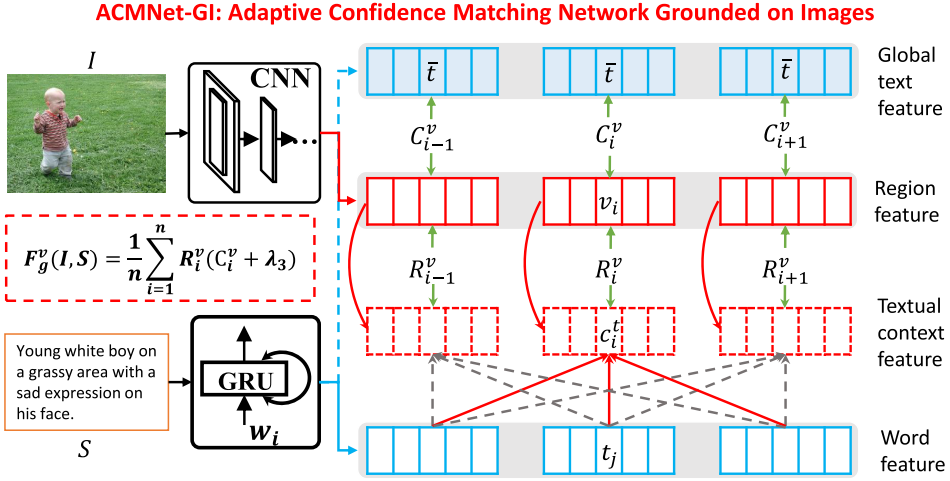 ACMNet-GI: Adaptive Confidence Matching Network Grounded on Images
I
CNN
...
t̄ t̄ t̄
Global
text
feature
C^v_{i-1} C^v_i C^v_{i+1}
v_i
Region
feature
F^v_g(I, S) = \frac{1}{n} \sum_{i=1}^{n} R^v_i(C^v_i + λ_3)
R^v_{i-1} R^v_i R^v_{i+1}
c^t_i
Textual
context
feature
Young white boy on
a grassy area with a
sad expression on
his face.
S
GRU
w_i
t_j
Word
feature